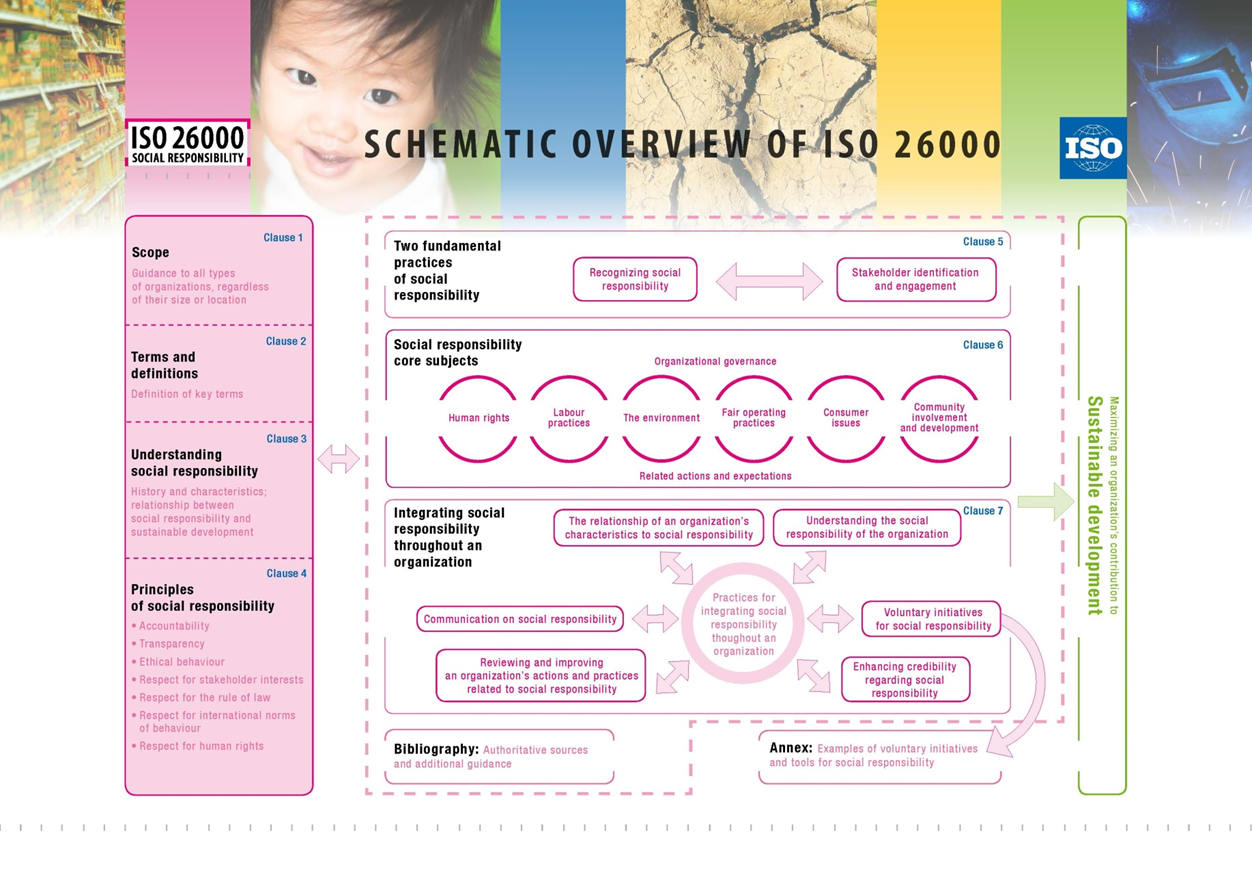 ISO 26000
SOCIAL RESPONSIBILITY
SCHEMATIC OVERVIEW OF ISO 26000
ISO
Clause 1
Scope
Guidance to all types
of organizations, regardless
of their size or location
Clause 2
Terms and
definitions
Definition of key terms
Clause 3
Understanding
social responsibility
History and characteristics;
relationship between
social responsibility and
sustainable development
Clause 4
Principles
of social responsibility
• Accountability
• Transparency
• Ethical behaviour
• Respect for stakeholder interests
• Respect for the rule of law
• Respect for international norms
of behaviour
• Respect for human rights
Two fundamental
practices
of social
responsibility
Clause 5
Recognizing social
responsibility
Stakeholder identification
and engagement
Social responsibility
core subjects
Clause 6
Organizational governance
Human rights
Labour
practices
The environment
Fair operating
practices
Consumer
issues
Community
involvement
and development
Related actions and expectations
Integrating social
responsibility
throughout an
organization
Clause 7
The relationship of an organization's
characteristics to social responsibility
Understanding the social
responsibility of the organization
Practices for
integrating social
responsibility
thoughout an
organization
Communication on social responsibility
Voluntary initiatives
for social responsibility
Reviewing and improving
an organization's actions and practices
related to social responsibility
Enhancing credibility
regarding social
responsibility
Bibliography: Authoritative sources
and additional guidance
Annex: Examples of voluntary initiatives
and tools for social responsibility
Maximizing an organization's contribution to
Sustainable development